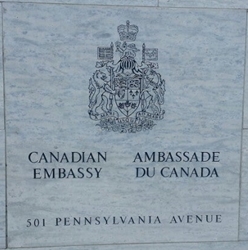 CANADIAN AMBASSADE
EMBASSY DU CANADA
501 PENNSYLVANIA AVENUE